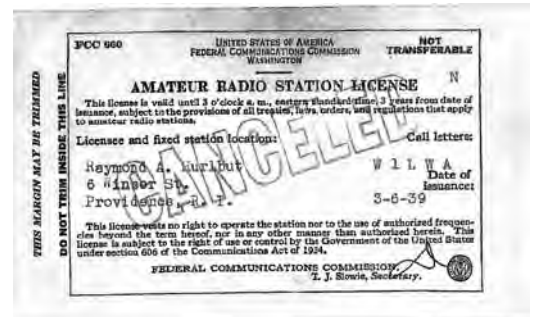 FCC 660
UNITED STATES OF AMERICA
FEDERAL COMMUNICATIONS COMMISSION
WASHINGTON
NOT
TRANSFERABLE
AMATEUR RADIO STATION LICENSE N
This license is valid until 3 o'clock a. m., eastern standard time, 3 years from date of
issuance, subject to the provisions of all treaties, laws, orders, and regulations that apply
to amateur radio stations.
Licensee and fixed station location: Call letters:
Raymond A. Hurlbut W 1 L W A
Date of
6 Winsor St. Issuance:
Providence, R. I. 3-6-39
CANCELED
This license vests no right to operate the station nor to the use of authorized frequen-
cies beyond the term hereof, nor in any other manner than authorized herein. This
license is subject to the right of use or control by the Government of the United States
under section 606 of the Communications Act of 1934.
FEDERAL COMMUNICATIONS COMMISSION,
T. J. Slowie, Secretary.
THIS MARGIN MAY BE TRIMMED
DO NOT TRIM INSIDE THIS LINE